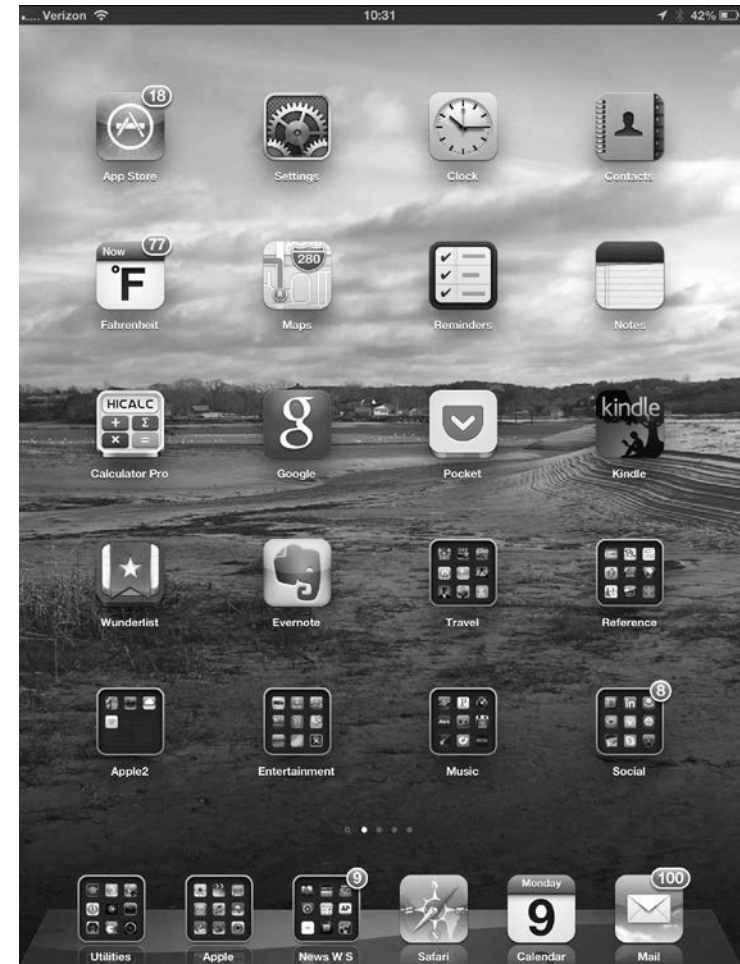 Verizon 10:31 42%
18
App Store Settings Clock Contacts
Now 77
°F 280
Fahrenheit Maps Reminders Notes
HICALC
+ Σ
× =
g kindle
Calculator Pro Google Pocket Kindle
Wunderlist Evernote Travel Reference
8
in
P
Apple2 Entertainment Music Social
9 Monday 100
AP 9
Utilities Apple News W S Safari Calendar Mail